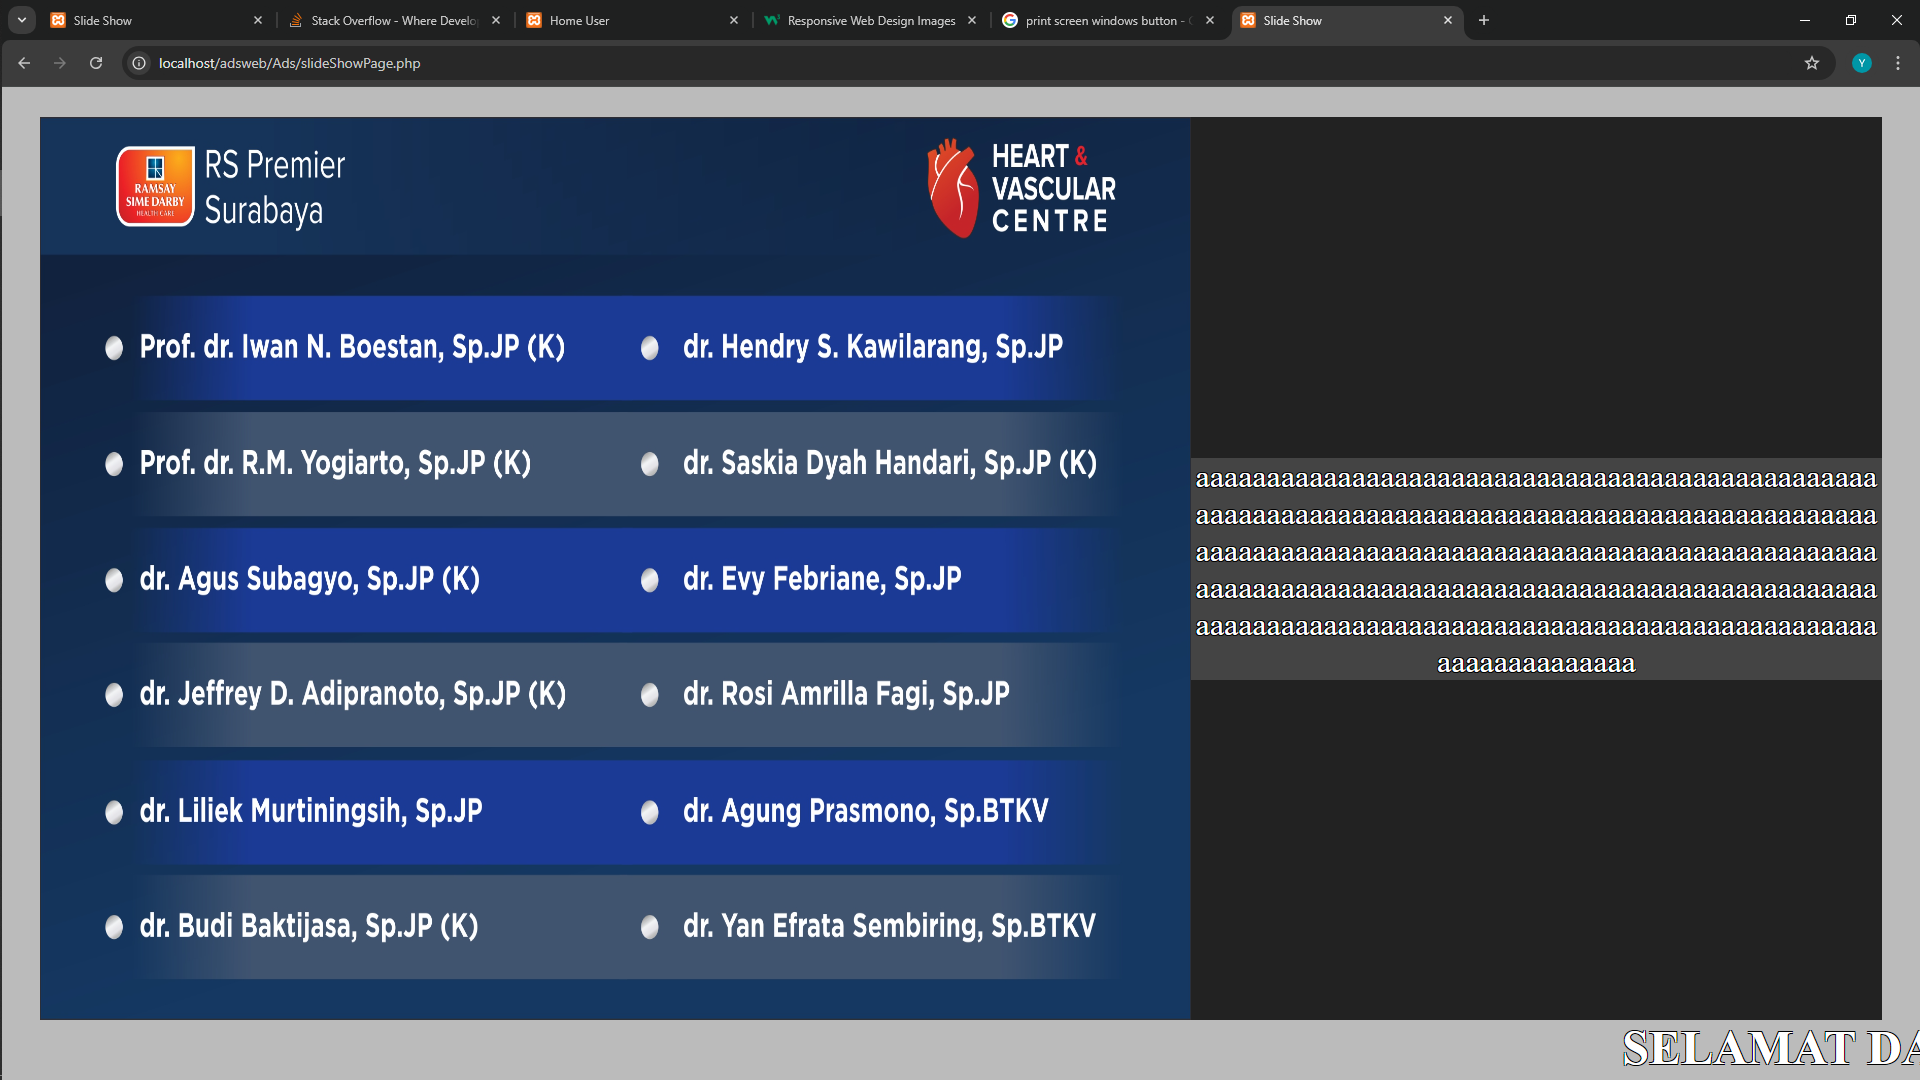 Slide Show
Stack Overflow - Where Develo
Home User
Responsive Web Design Images
print screen windows button -
Slide Show
localhost/adsweb/Ads/slideShowPage.php
Y
RAMSAY
SIME DARBY
HEALTH CARE
RS Premier
Surabaya
HEART &
VASCULAR
CENTRE
Prof. dr. Iwan N. Boestan, Sp.JP (K)
dr. Hendry S. Kawilarang, Sp.JP
Prof. dr. R.M. Yogiarto, Sp.JP (K)
dr. Saskia Dyah Handari, Sp.JP (K)
dr. Agus Subagyo, Sp.JP (K)
dr. Evy Febriane, Sp.JP
dr. Jeffrey D. Adipranoto, Sp.JP (K)
dr. Rosi Amrilla Fagi, Sp.JP
dr. Liliek Murtiningsih, Sp.JP
dr. Agung Prasmono, Sp.BTKV
dr. Budi Baktijasa, Sp.JP (K)
dr. Yan Efrata Sembiring, Sp.BTKV
aaaaaaaaaaaaaaaaaaaaaaaaaaaaaaaaaaaaaaaaaaaaaaaa
aaaaaaaaaaaaaaaaaaaaaaaaaaaaaaaaaaaaaaaaaaaaaaaa
aaaaaaaaaaaaaaaaaaaaaaaaaaaaaaaaaaaaaaaaaaaaaaaa
aaaaaaaaaaaaaaaaaaaaaaaaaaaaaaaaaaaaaaaaaaaaaaaa
aaaaaaaaaaaaaaaaaaaaaaaaaaaaaaaaaaaaaaaaaaaaaaaa
aaaaaaaaaaaaaa
SELAMAT DA